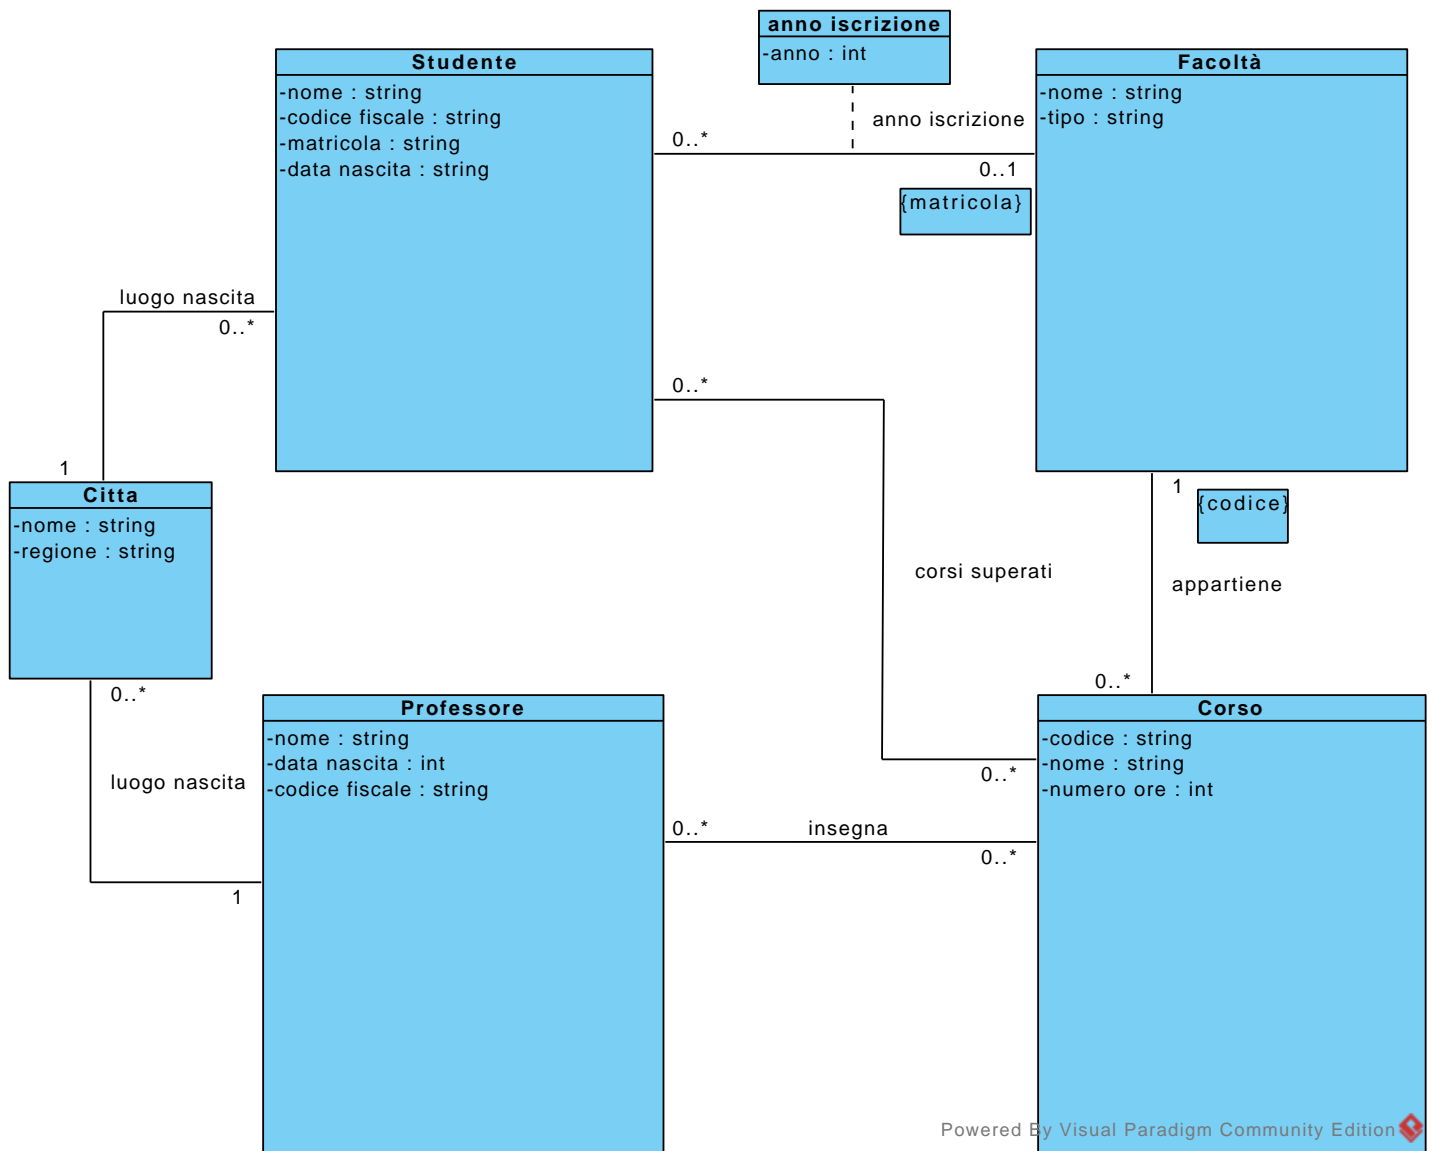 anno iscrizione
-anno : int
Studente
-nome : string
-codice fiscale : string
-matricola : string
-data nascita : string
Facoltà
-nome : string
-tipo : string
anno iscrizione
0..*
0..1
{matricola}
luogo nascita
0..*
0..*
1
Citta
-nome : string
-regione : string
1
{codice}
corsi superati
appartiene
0..*
0..*
Professore
-nome : string
-data nascita : int
-codice fiscale : string
Corso
-codice : string
-nome : string
-numero ore : int
luogo nascita
0..*
0..*
insegna
0..*
1
Powered By Visual Paradigm Community Edition